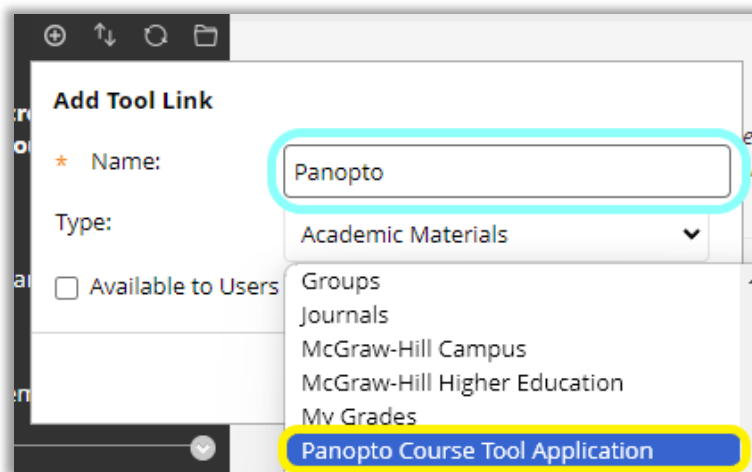 Add Tool Link
* Name:
Panopto
Type:
Academic Materials
Available to Users
Groups
Journals
McGraw-Hill Campus
McGraw-Hill Higher Education
My Grades
Panopto Course Tool Application